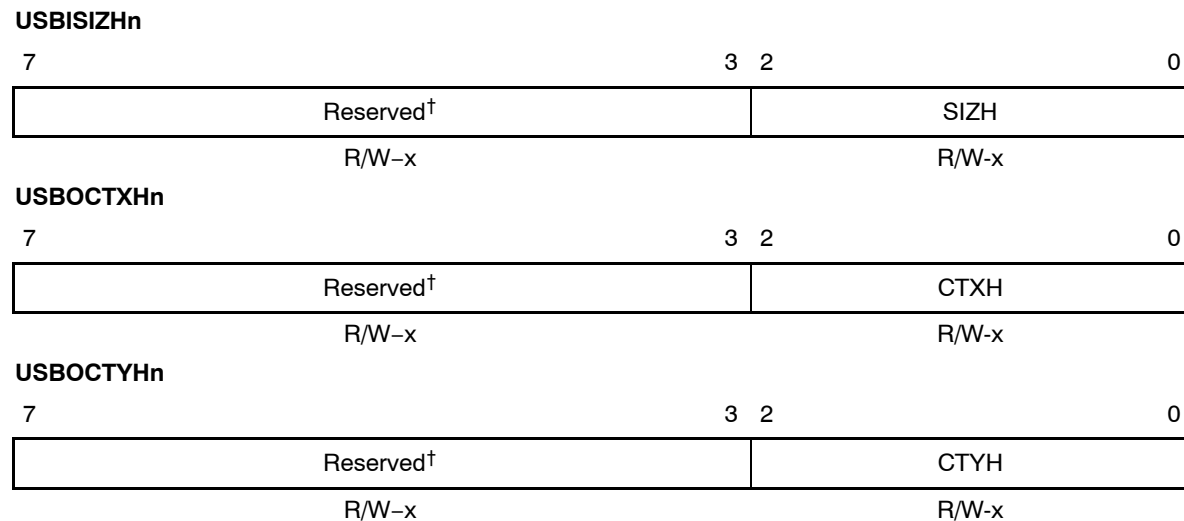 USBISIZHn
7 3 2 0
Reserved† SIZH
R/W−x R/W-x
USBOCTXHn
7 3 2 0
Reserved† CTXH
R/W−x R/W-x
USBOCTYHn
7 3 2 0
Reserved† CTYH
R/W−x R/W-x